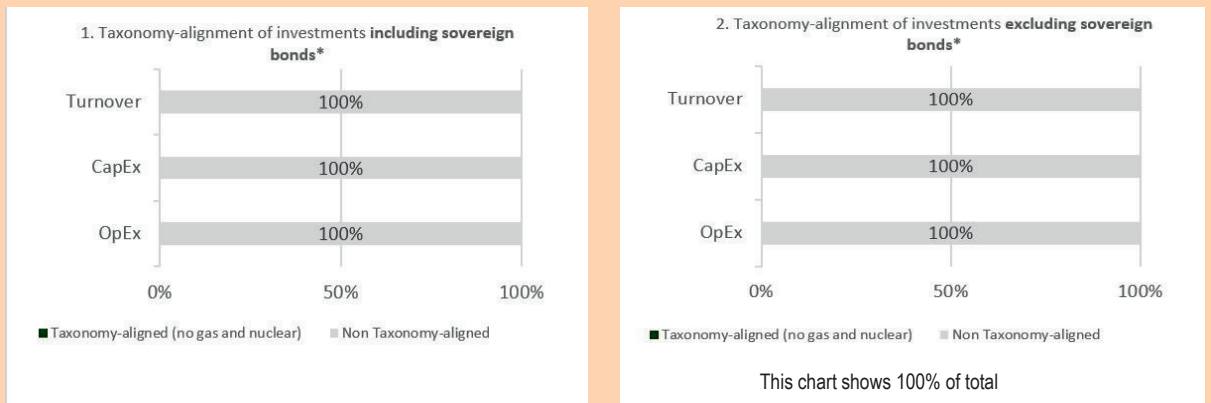 1. Taxonomy-alignment of investments including sovereign
bonds*
Turnover
100%
CapEx
100%
OpEx
100%
0%
50%
100%
Taxonomy-aligned (no gas and nuclear)
Non Taxonomy-aligned
2. Taxonomy-alignment of investments excluding sovereign
bonds*
Turnover
100%
CapEx
100%
OpEx
100%
0%
50%
100%
Taxonomy-aligned (no gas and nuclear)
Non Taxonomy-aligned
This chart shows 100% of total